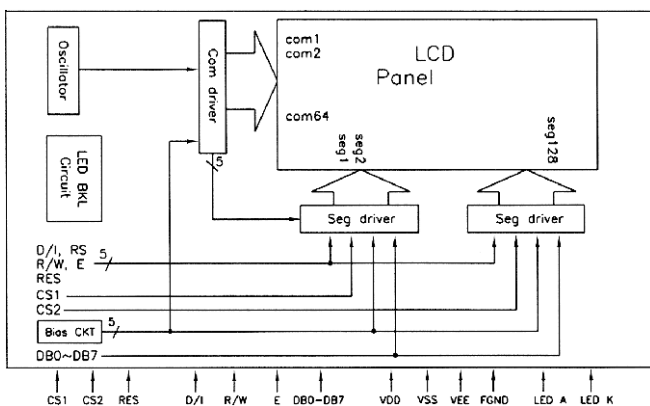 Oscillator
Com driver
com1
com2
LCD
Panel
com64
seg1
seg2
seg128
LED BKL
Circuit
5
Seg driver
Seg driver
D/I, RS
R/W, E
RES
5
CS1
CS2
Bias CKT
5
DB0~DB7
CS1 CS2 RES D/I R/W E DB0-DB7 VDD VSS VEE FGND LED A LED K